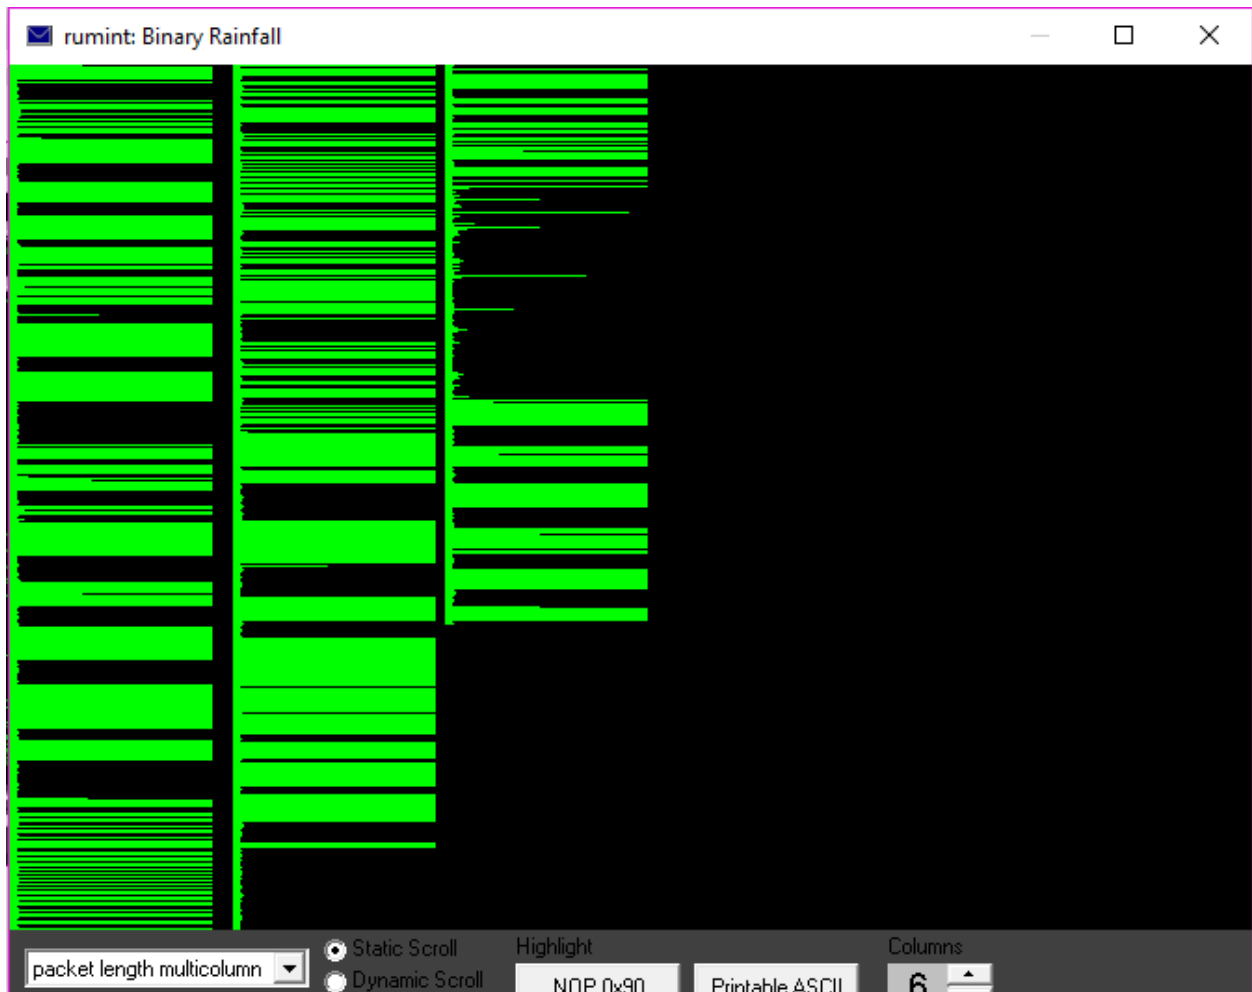 rumint: Binary Rainfall
packet length multicolumn
Static Scroll
Dynamic Scroll
Highlight
NOP 0x90
Printable ASCII
Columns
6